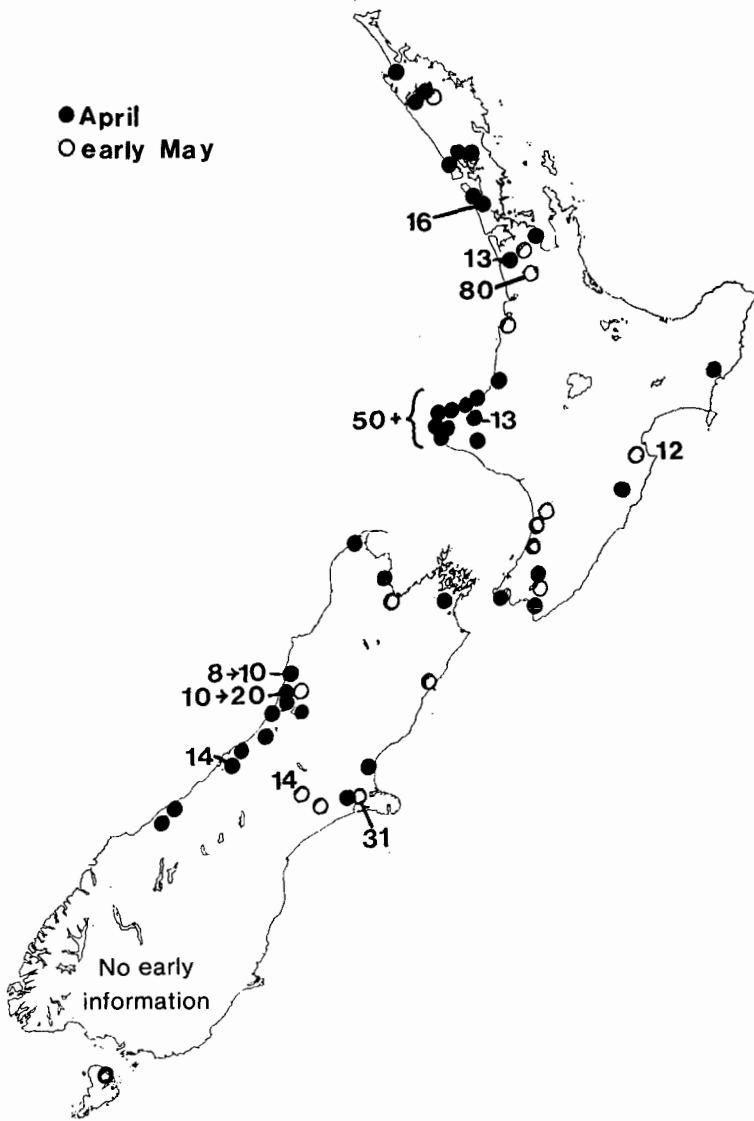 ● April
○ early May
16
13
80
50+
13
12
8→10
10→20
14
14
31
No early
information